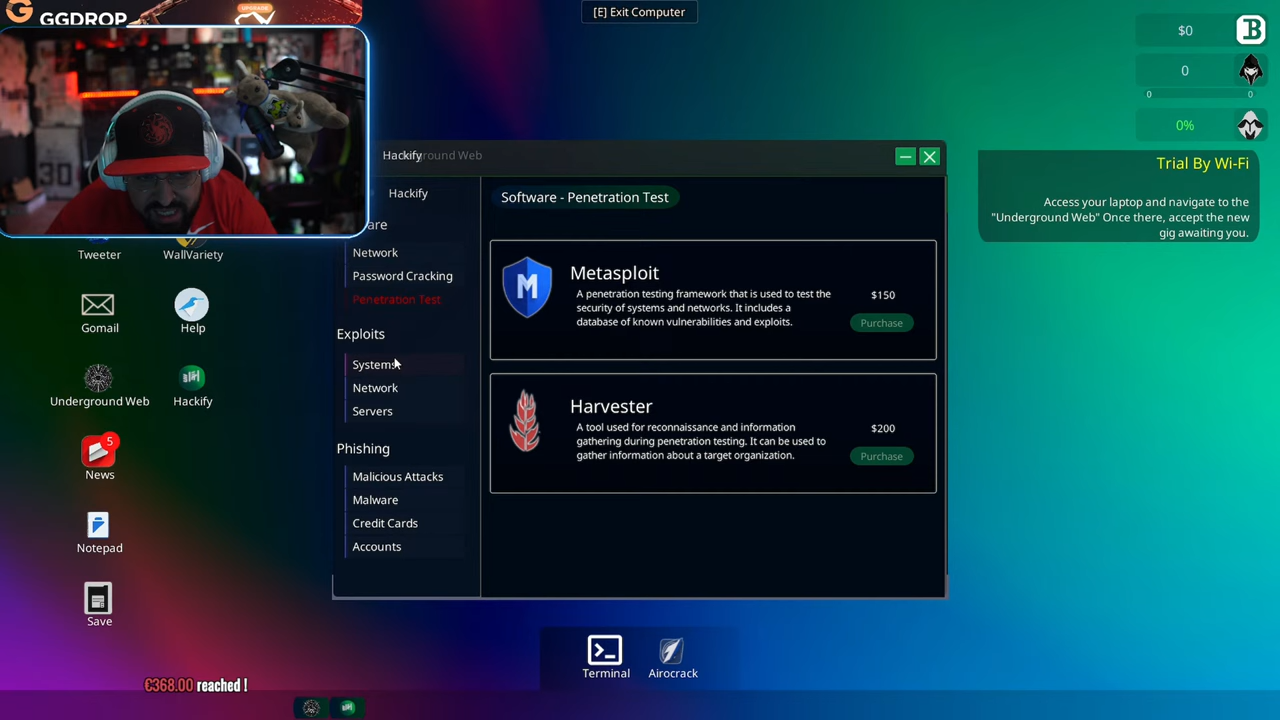 GGDROP
UPGRADE
[E] Exit Computer
$0
B
0
0 0
0%
Trial By Wi-Fi
Access your laptop and navigate to the
"Underground Web" Once there, accept the new
gig awaiting you.
Hackify
Hackify
Network
Password Cracking
Penetration Test
Exploits
Systems
Network
Servers
Phishing
Malicious Attacks
Malware
Credit Cards
Accounts
Software - Penetration Test
M
Metasploit
A penetration testing framework that is used to test the
security of systems and networks. It includes a
database of known vulnerabilities and exploits.
$150
Purchase
Harvester
A tool used for reconnaissance and information
gathering during penetration testing. It can be used to
gather information about a target organization.
$200
Purchase
Tweeter
WallVariety
Gomail
Help
Underground Web
Hackify
5
News
Notepad
Save
Terminal
Airocrack
€368.00 reached !
30